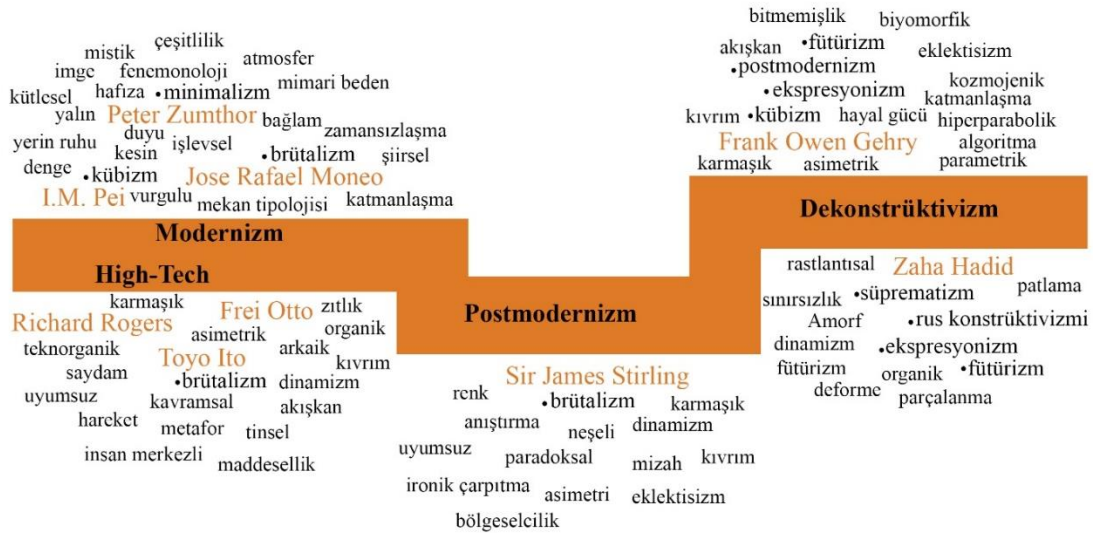 çeşitlilik
mistik
atmosfer
imge fenemonoloji
mimari beden
kütlesel hafıza •minimalizm
yalın Peter Zumthor bağlam
zamansızlaşma
yerin ruhu duyu işlevsel
kesin •brütalizm şiirsel
denge •kübizm
Jose Rafael Moneo
I.M. Pei vurgulu mekan tipolojisi katmanlaşma
Modernizm
High-Tech
karmaşık Frei Otto zıtlık
Richard Rogers asimetrik organik
teknorganik Toyo Ito arkaik kıvrım
saydam •brütalizm dinamizm
uyumsuz kavramsal akışkan
hareket metafor tinsel
insan merkezli maddesellik
Postmodernizm
Sir James Stirling
renk •brütalizm karmaşık
anıştırma neşeli dinamizm
uyumsuz paradoksal mizah kıvrım
ironik çarpıtma asimetri eklektisizm
bölgeselcilik
bitmemişlik biyomorfik
akışkan •fütürizm eklektisizm
•postmodernizm
•ekspresyonizm kozmojenik
katmanlaşma
kıvrım •kübizm hayal gücü hiperparabolik
Frank Owen Gehry algoritma
karmaşık asimetrik parametrik
Dekonstrüktivizm
rastlantısal Zaha Hadid
sınırsızlık •süprematizm patlama
Amorf •rus konstrüktivizmi
dinamizm •ekspresyonizm
fütürizm organik •fütürizm
deforme parçalanma